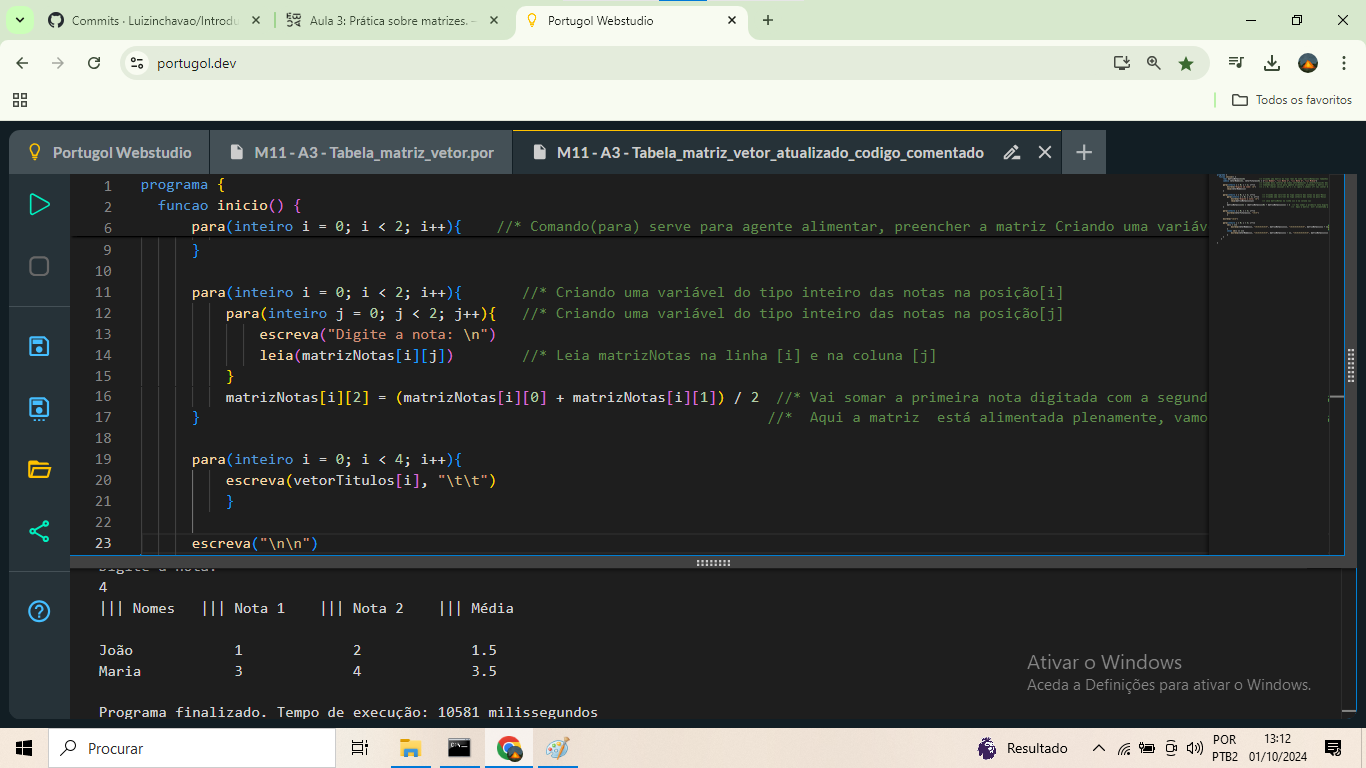 Commits · Luizinchavao/Introdu
Aula 3: Prática sobre matrizes. –
Portugol Webstudio
portugol.dev
Todos os favoritos
Portugol Webstudio
M11 - A3 - Tabela_matriz_vetor.por
M11 - A3 - Tabela_matriz_vetor_atualizado_codigo_comentado
1 programa {
2 funcao inicio() {
6 para(inteiro i = 0; i < 2; i++){ //* Comando(para) serve para agente alimentar, preencher a matriz Criando uma variáv
9 }
10
11 para(inteiro i = 0; i < 2; i++){ //* Criando uma variável do tipo inteiro das notas na posição[i]
12 para(inteiro j = 0; j < 2; j++){ //* Criando uma variável do tipo inteiro das notas na posição[j]
13 escreva("Digite a nota: \n")
14 leia(matrizNotas[i][j]) //* Leia matrizNotas na linha [i] e na coluna [j]
15 }
16 matrizNotas[i][2] = (matrizNotas[i][0] + matrizNotas[i][1]) / 2 //* Vai somar a primeira nota digitada com a segund
17 } //* Aqui a matriz está alimentada plenamente, vamo
18
19 para(inteiro i = 0; i < 4; i++){
20 escreva(vetorTitulos[i], "\t\t")
21 }
22
23 escreva("\n\n")
Digite a nota:
4
||| Nomes ||| Nota 1 ||| Nota 2 ||| Média
João 1 2 1.5
Maria 3 4 3.5
Programa finalizado. Tempo de execução: 10581 milissegundos
Ativar o Windows
Aceda a Definições para ativar o Windows.
Procurar
Resultado
POR
PTB2
13:12
01/10/2024